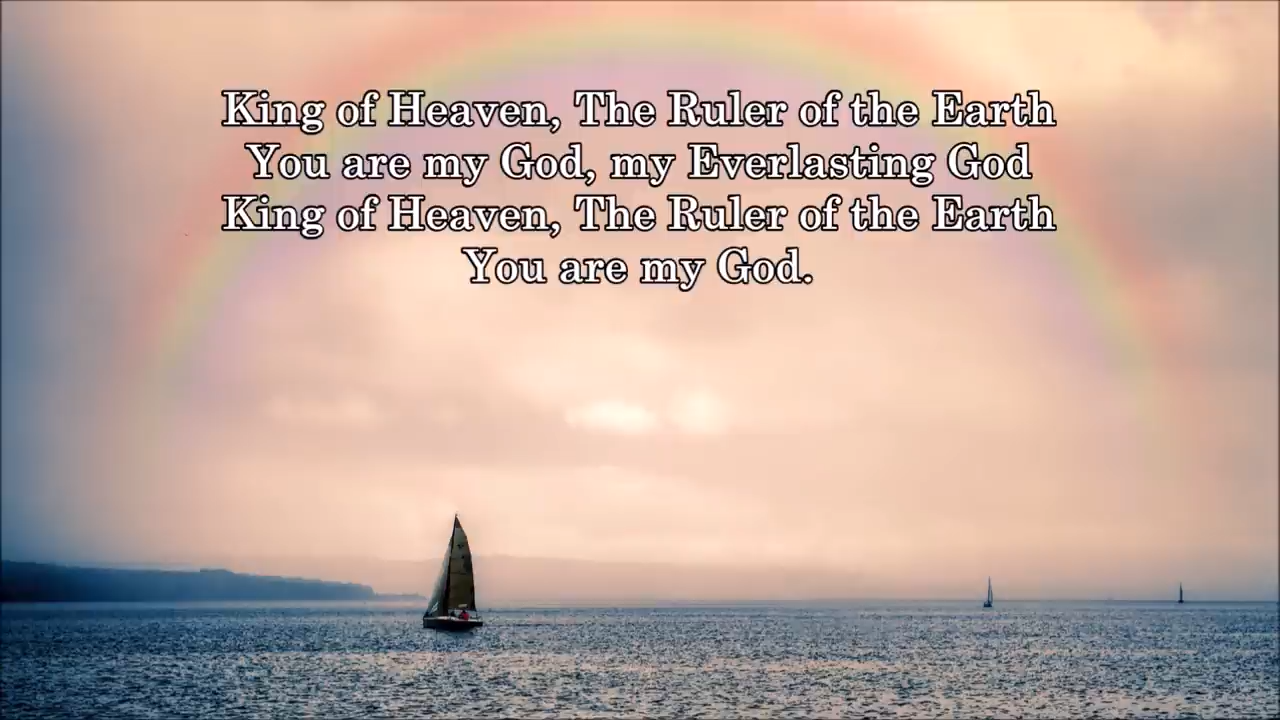 King of Heaven, The Ruler of the Earth
You are my God, my Everlasting God
King of Heaven, The Ruler of the Earth
You are my God.